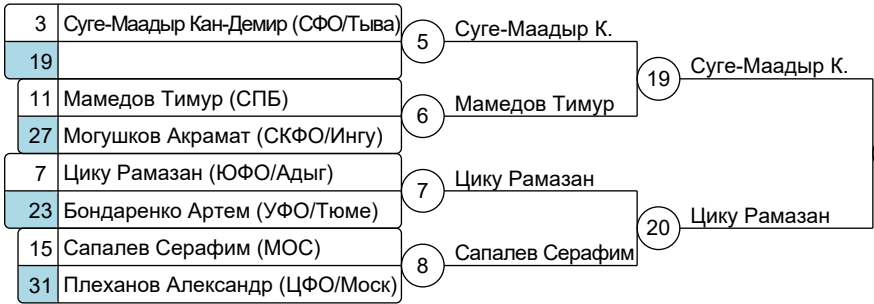 3 Суге-Маадыр Кан-Демир (СФО/Тыва)
19
5 Суге-Маадыр К.
11 Мамедов Тимур (СПБ)
27 Могушков Акрамат (СКФО/Ингу)
6 Мамедов Тимур
19 Суге-Маадыр К.
7 Цику Рамазан (ЮФО/Адыг)
23 Бондаренко Артем (УФО/Тюме)
7 Цику Рамазан
15 Сапалев Серафим (МОС)
31 Плеханов Александр (ЦФО/Моск)
8 Сапалев Серафим
20 Цику Рамазан